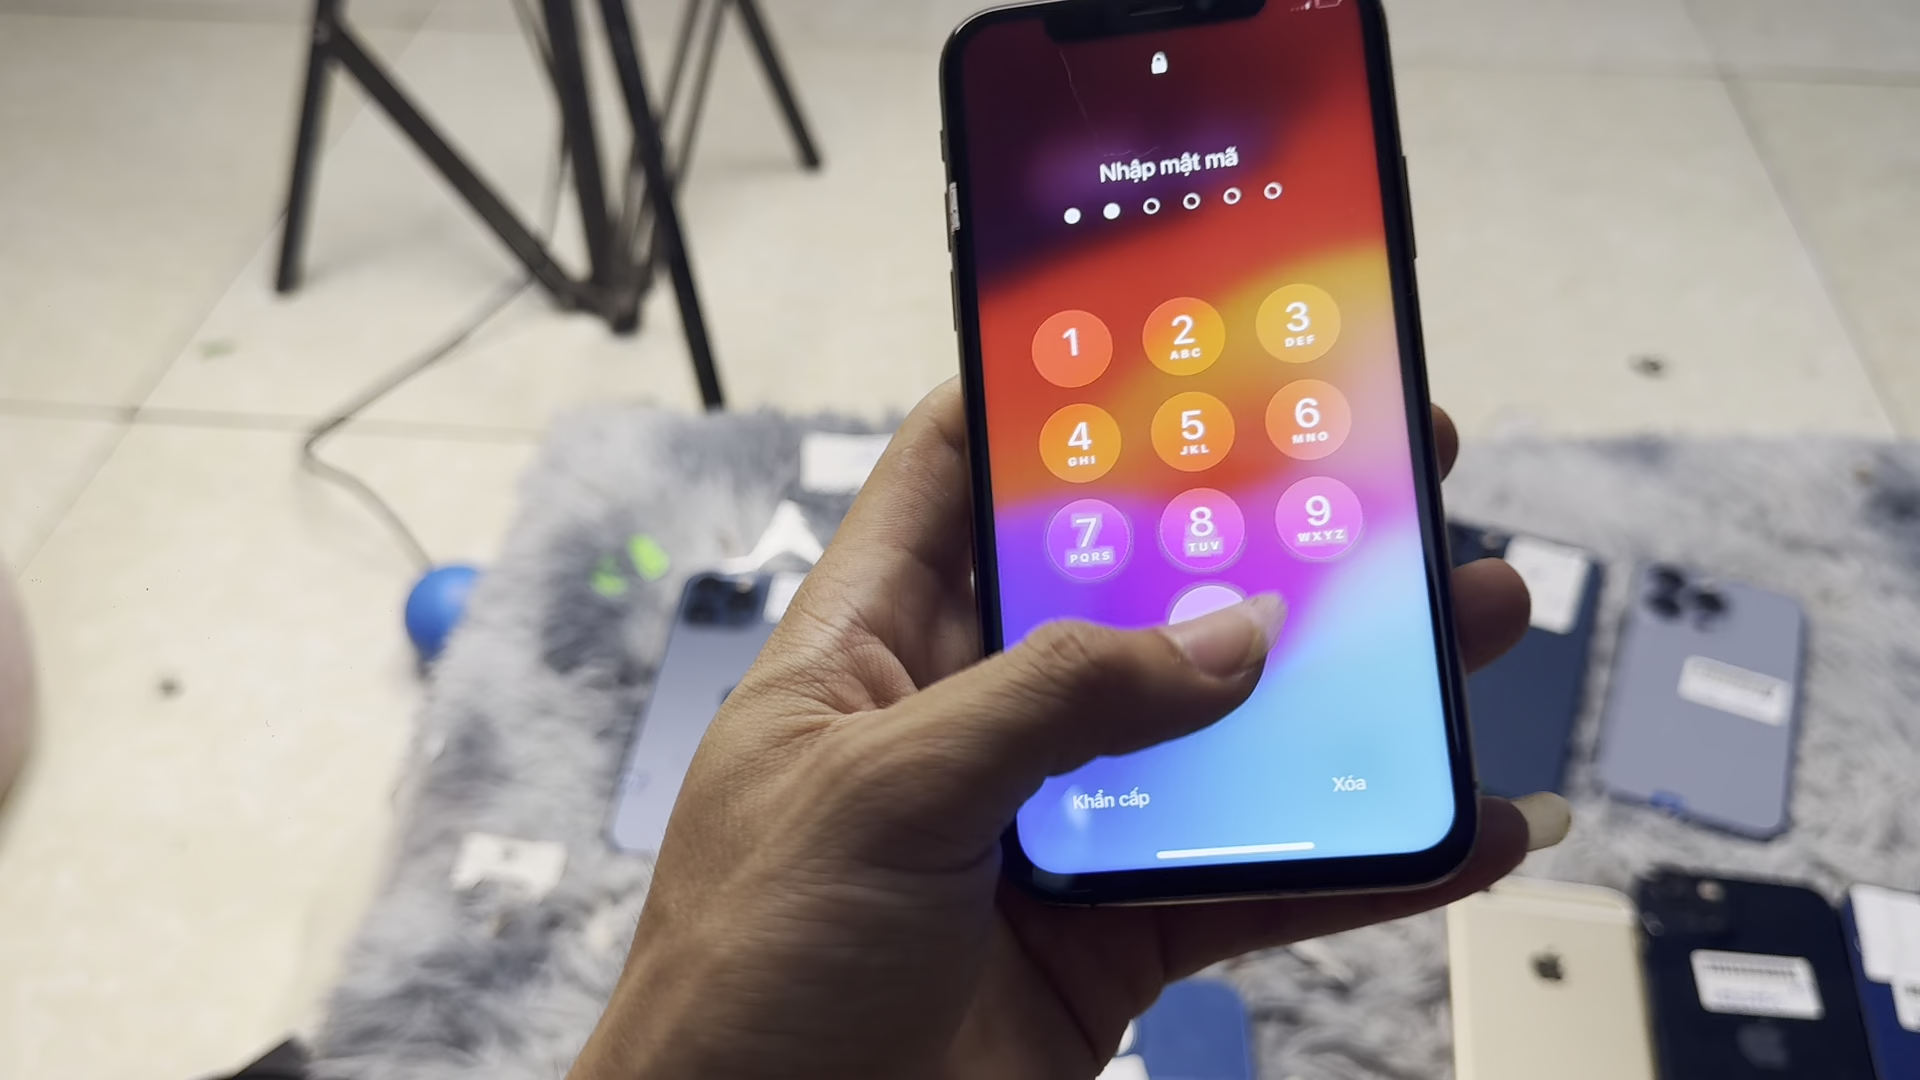 Nhập mật mã
1
2
ABC
3
DEF
4
GHI
5
JKL
6
MNO
7
PQRS
8
TUV
9
WXYZ
Khẩn cấp
Xóa